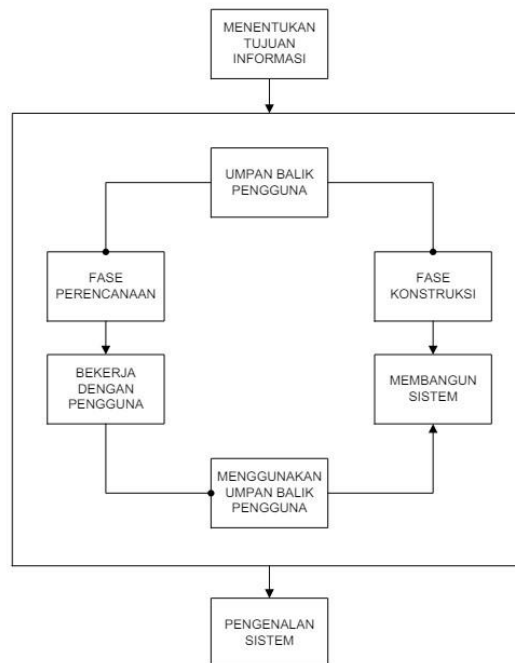 MENENTUKAN
TUJUAN
INFORMASI
UMPAN BALIK
PENGGUNA
FASE
PERENCANAAN
FASE
KONSTRUKSI
BEKERJA
DENGAN
PENGGUNA
MEMBANGUN
SISTEM
MENGGUNAKAN
UMPAN BALIK
PENGGUNA
PENGENALAN
SISTEM